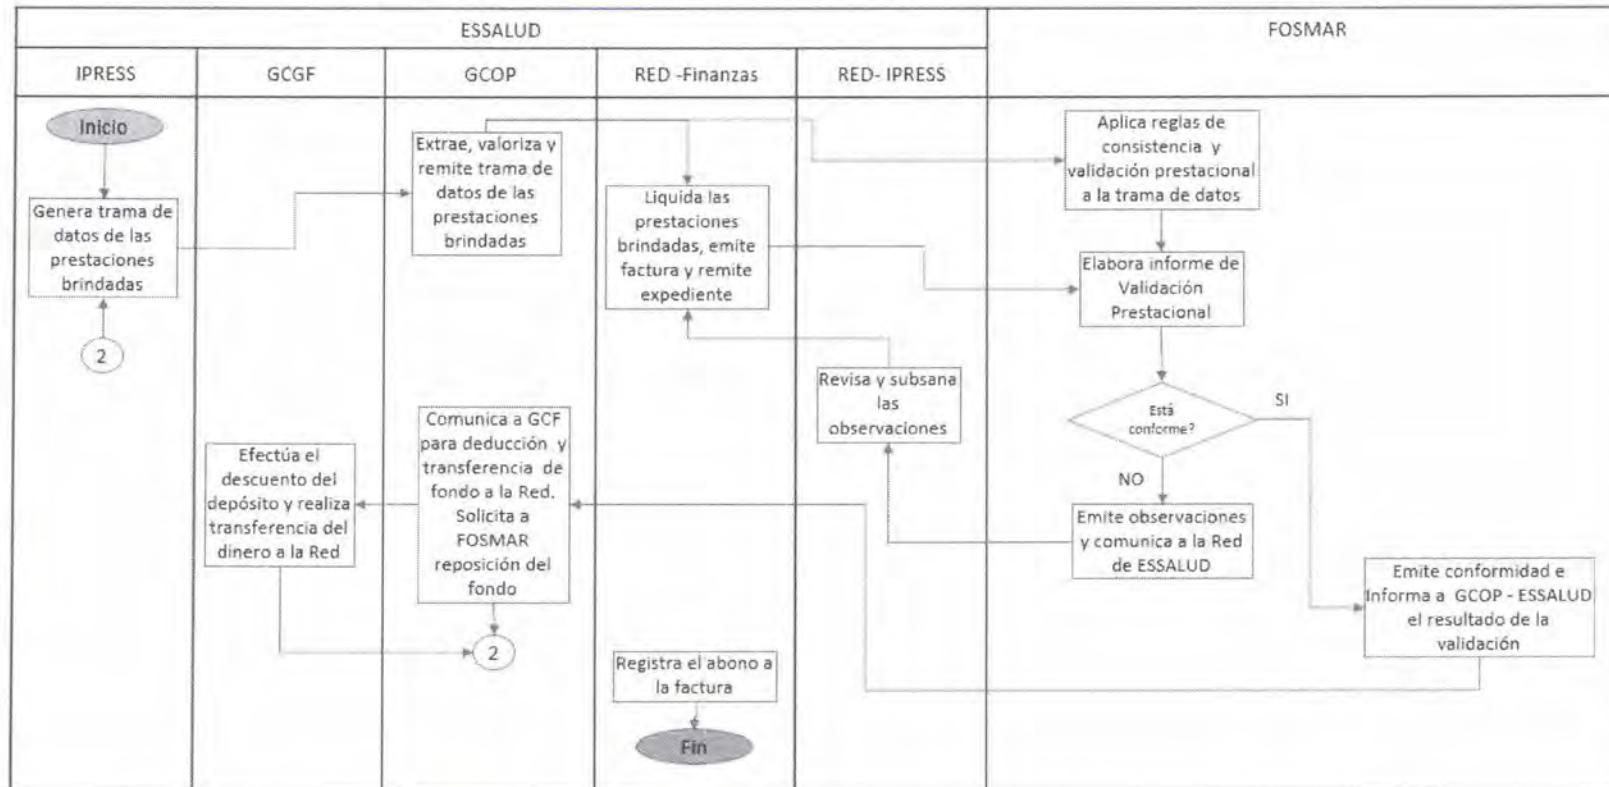 ESSALUD
FOSMAR
IPRESS
GCGF
GCOP
RED -Finanzas
RED- IPRESS
Inicio
Genera trama de
datos de las
prestaciones
brindadas
2
Extrae, valoriza y
remite trama de
datos de las
prestaciones
brindadas
Liquida las
prestaciones
brindadas, emite
factura y remite
expediente
Aplica reglas de
consistencia y
validación prestacional
a la trama de datos
Elabora informe de
Validación
Prestacional
Está
conforme?
SI
NO
Revisa y subsana
las
observaciones
Emite observaciones
y comunica a la Red
de ESSALUD
Emite conformidad e
Informa a GCOP - ESSALUD
el resultado de la
validación
Comunica a GCF
para deducción y
transferencia de
fondo a la Red.
Solicita a
FOSMAR
reposición del
fondo
Efectúa el
descuento del
depósito y realiza
transferencia del
dinero a la Red
2
Registra el abono a
la factura
Fin